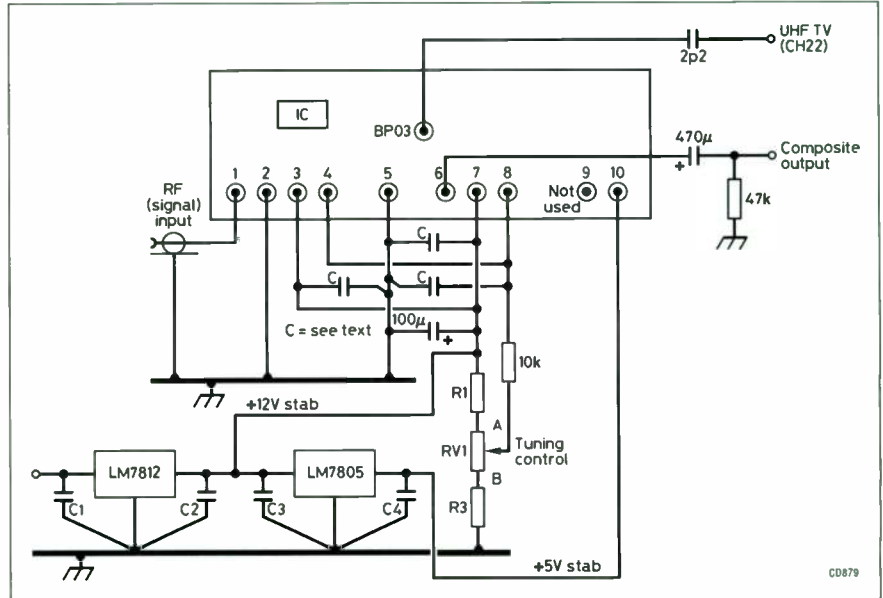 UHF TV
(CH22)
2p2
IC
BP03
470µ
+
Composite
output
47k
1 2 3 4 5 6 7 8 9 10
Not
used
RF
(signal)
input
C
C
C
100µ
+
C = see text
10k
+12V stab
R1
A
RV1
Tuning
control
B
R3
LM7812
LM7805
C1
C2
C3
C4
+5V stab
CD879